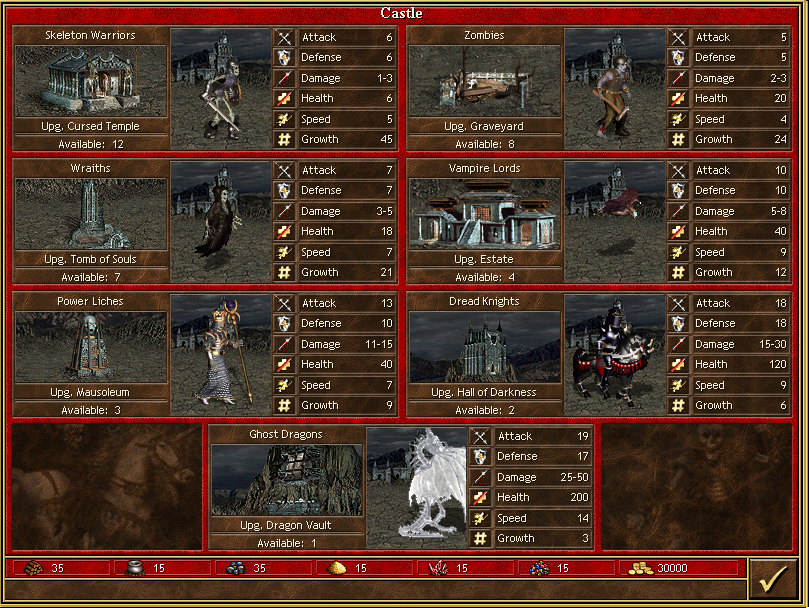 Castle
Skeleton Warriors
Upg. Cursed Temple
Available: 12
Attack 6
Defense 6
Damage 1-3
Health 6
Speed 5
Growth 45
Zombies
Upg. Graveyard
Available: 8
Attack 5
Defense 5
Damage 2-3
Health 20
Speed 4
Growth 24
Wraiths
Upg. Tomb of Souls
Available: 7
Attack 7
Defense 7
Damage 3-5
Health 18
Speed 7
Growth 21
Vampire Lords
Upg. Estate
Available: 4
Attack 10
Defense 10
Damage 5-8
Health 40
Speed 9
Growth 12
Power Liches
Upg. Mausoleum
Available: 3
Attack 13
Defense 10
Damage 11-15
Health 40
Speed 7
Growth 9
Dread Knights
Upg. Hall of Darkness
Available: 2
Attack 18
Defense 18
Damage 15-30
Health 120
Speed 9
Growth 6
Ghost Dragons
Upg. Dragon Vault
Available: 1
Attack 19
Defense 17
Damage 25-50
Health 200
Speed 14
Growth 3
35 15 35 15 15 15 30000